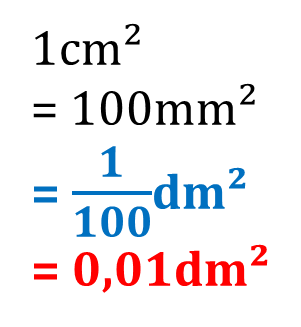 1cm²
= 100mm²
= 1/100 dm²
= 0,01dm²